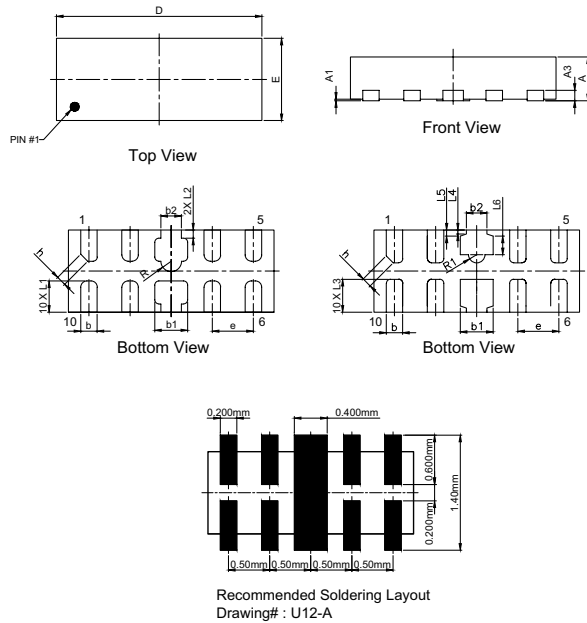 D
E
PIN #1
Top View
A1
A3
A
Front View
b2
2X L2
1
5
h
R
10X L1
10
b
b1
e
6
Bottom View
L5
L4
b2
L6
1
5
h
R1
10X L3
10
b
b1
e
6
Bottom View
0.200mm
0.400mm
0.600mm
0.200mm
1.40mm
0.50mm
0.50mm
0.50mm
0.50mm
Recommended Soldering Layout
Drawing# : U12-A